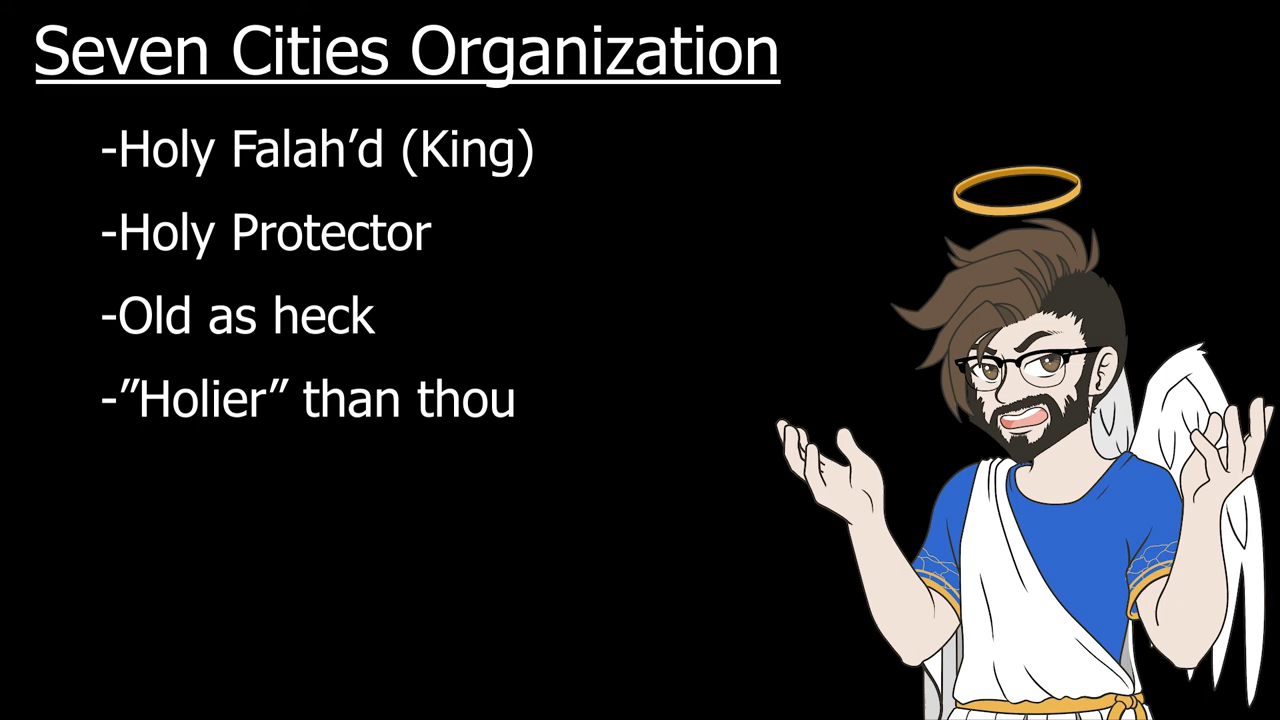 Seven Cities Organization
-Holy Falah’d (King)
-Holy Protector
-Old as heck
-”Holier” than thou